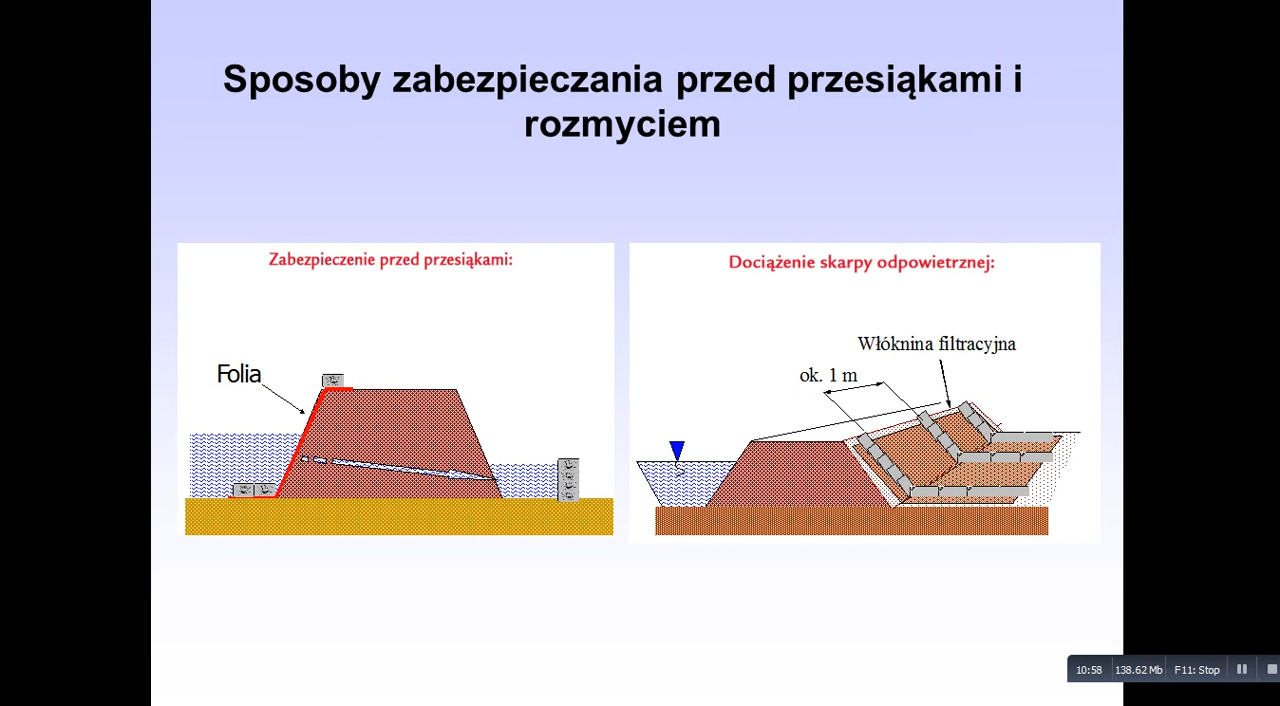 Sposoby zabezpieczania przed przesiąkami i
rozmyciem
Zabezpieczenie przed przesiąkami:
Folia
Dociążenie skarpy odpowietrznej:
Włóknina filtracyjna
ok. 1 m
10:58 138.62 Mb F11: Stop